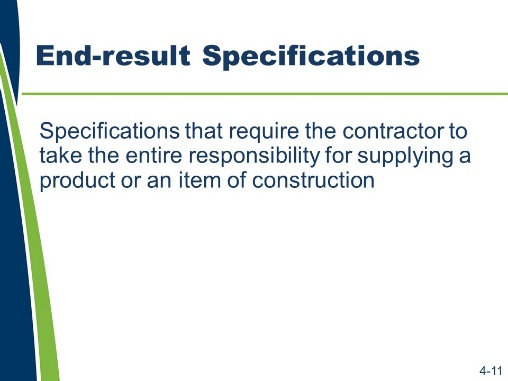 End-result Specifications
Specifications that require the contractor to
take the entire responsibility for supplying a
product or an item of construction
4-11